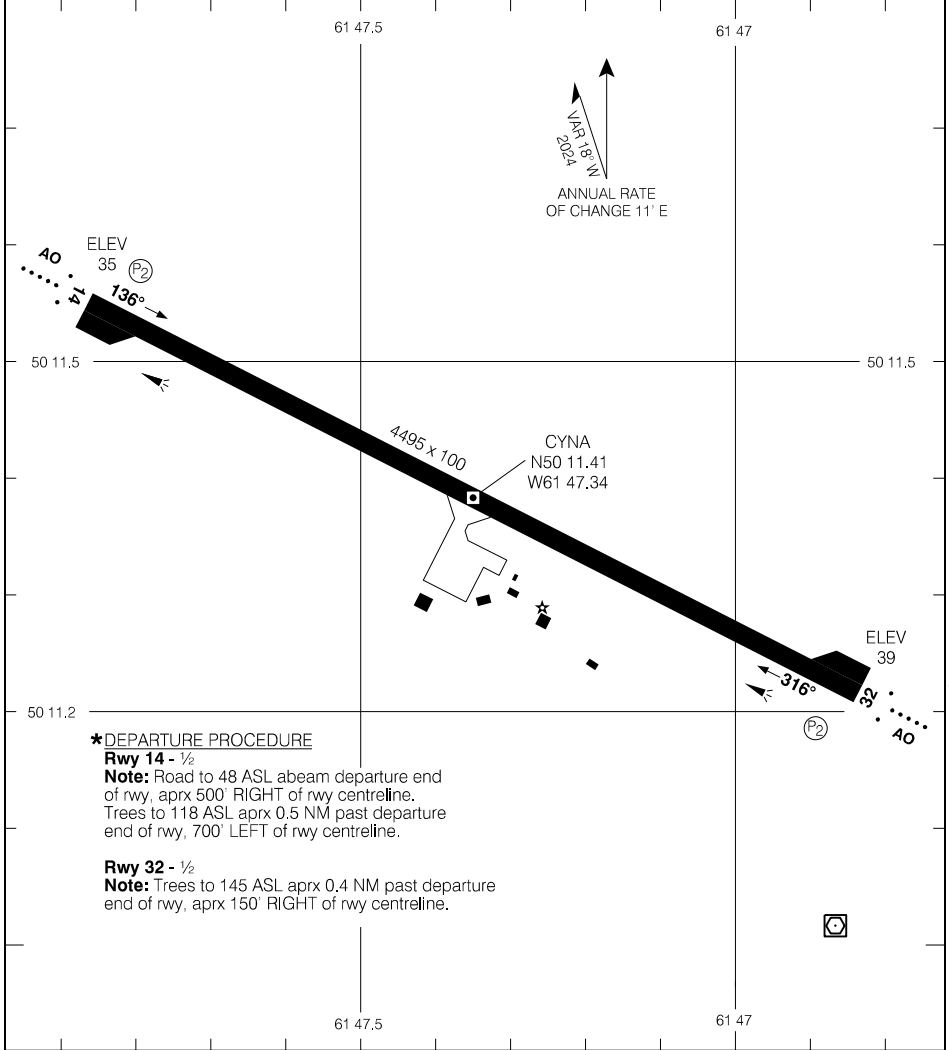 61 47.5
61 47
VAR 18° W
2024
ANNUAL RATE
OF CHANGE 11' E
AO
ELEV
35
P2
14
136°
50 11.5
50 11.5
4495 x 100
CYNA
N50 11.41
W61 47.34
ELEV
39
316°
32
AO
P2
50 11.2
*DEPARTURE PROCEDURE
Rwy 14 - ½
Note: Road to 48 ASL abeam departure end
of rwy, aprx 500' RIGHT of rwy centreline.
Trees to 118 ASL aprx 0.5 NM past departure
end of rwy, 700' LEFT of rwy centreline.
Rwy 32 - ½
Note: Trees to 145 ASL aprx 0.4 NM past departure
end of rwy, aprx 150' RIGHT of rwy centreline.
61 47.5
61 47